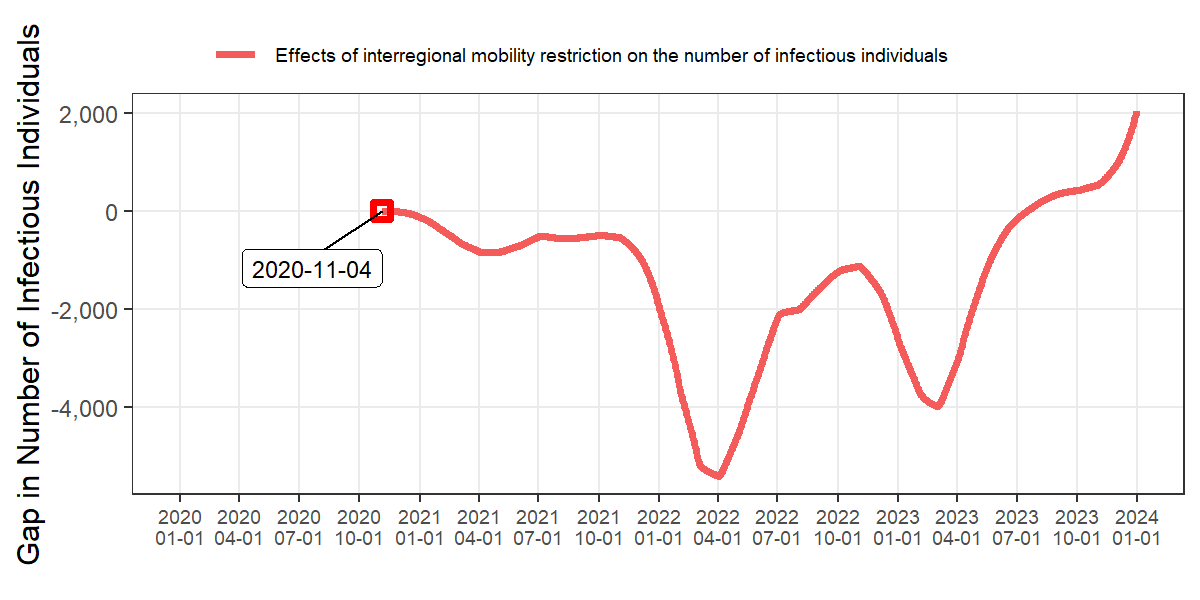 Effects of interregional mobility restriction on the number of infectious individuals
Gap in Number of Infectious Individuals
2,000
0
-2,000
-4,000
2020-11-04
2020 2020 2020 2020 2021 2021 2021 2021 2022 2022 2022 2022 2023 2023 2023 2023 2024
01-01 04-01 07-01 10-01 01-01 04-01 07-01 10-01 01-01 04-01 07-01 10-01 01-01 04-01 07-01 10-01 01-01